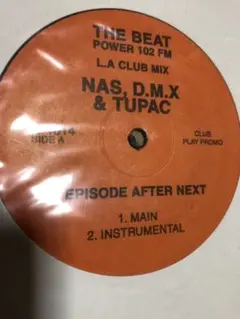 THE BEAT
POWER 102 FM
L.A CLUB MIX
NAS, D.M.X
& TUPAC
SIDE A
CLUB
PLAY PROMO
EPISODE AFTER NEXT
1. MAIN
2. INSTRUMENTAL